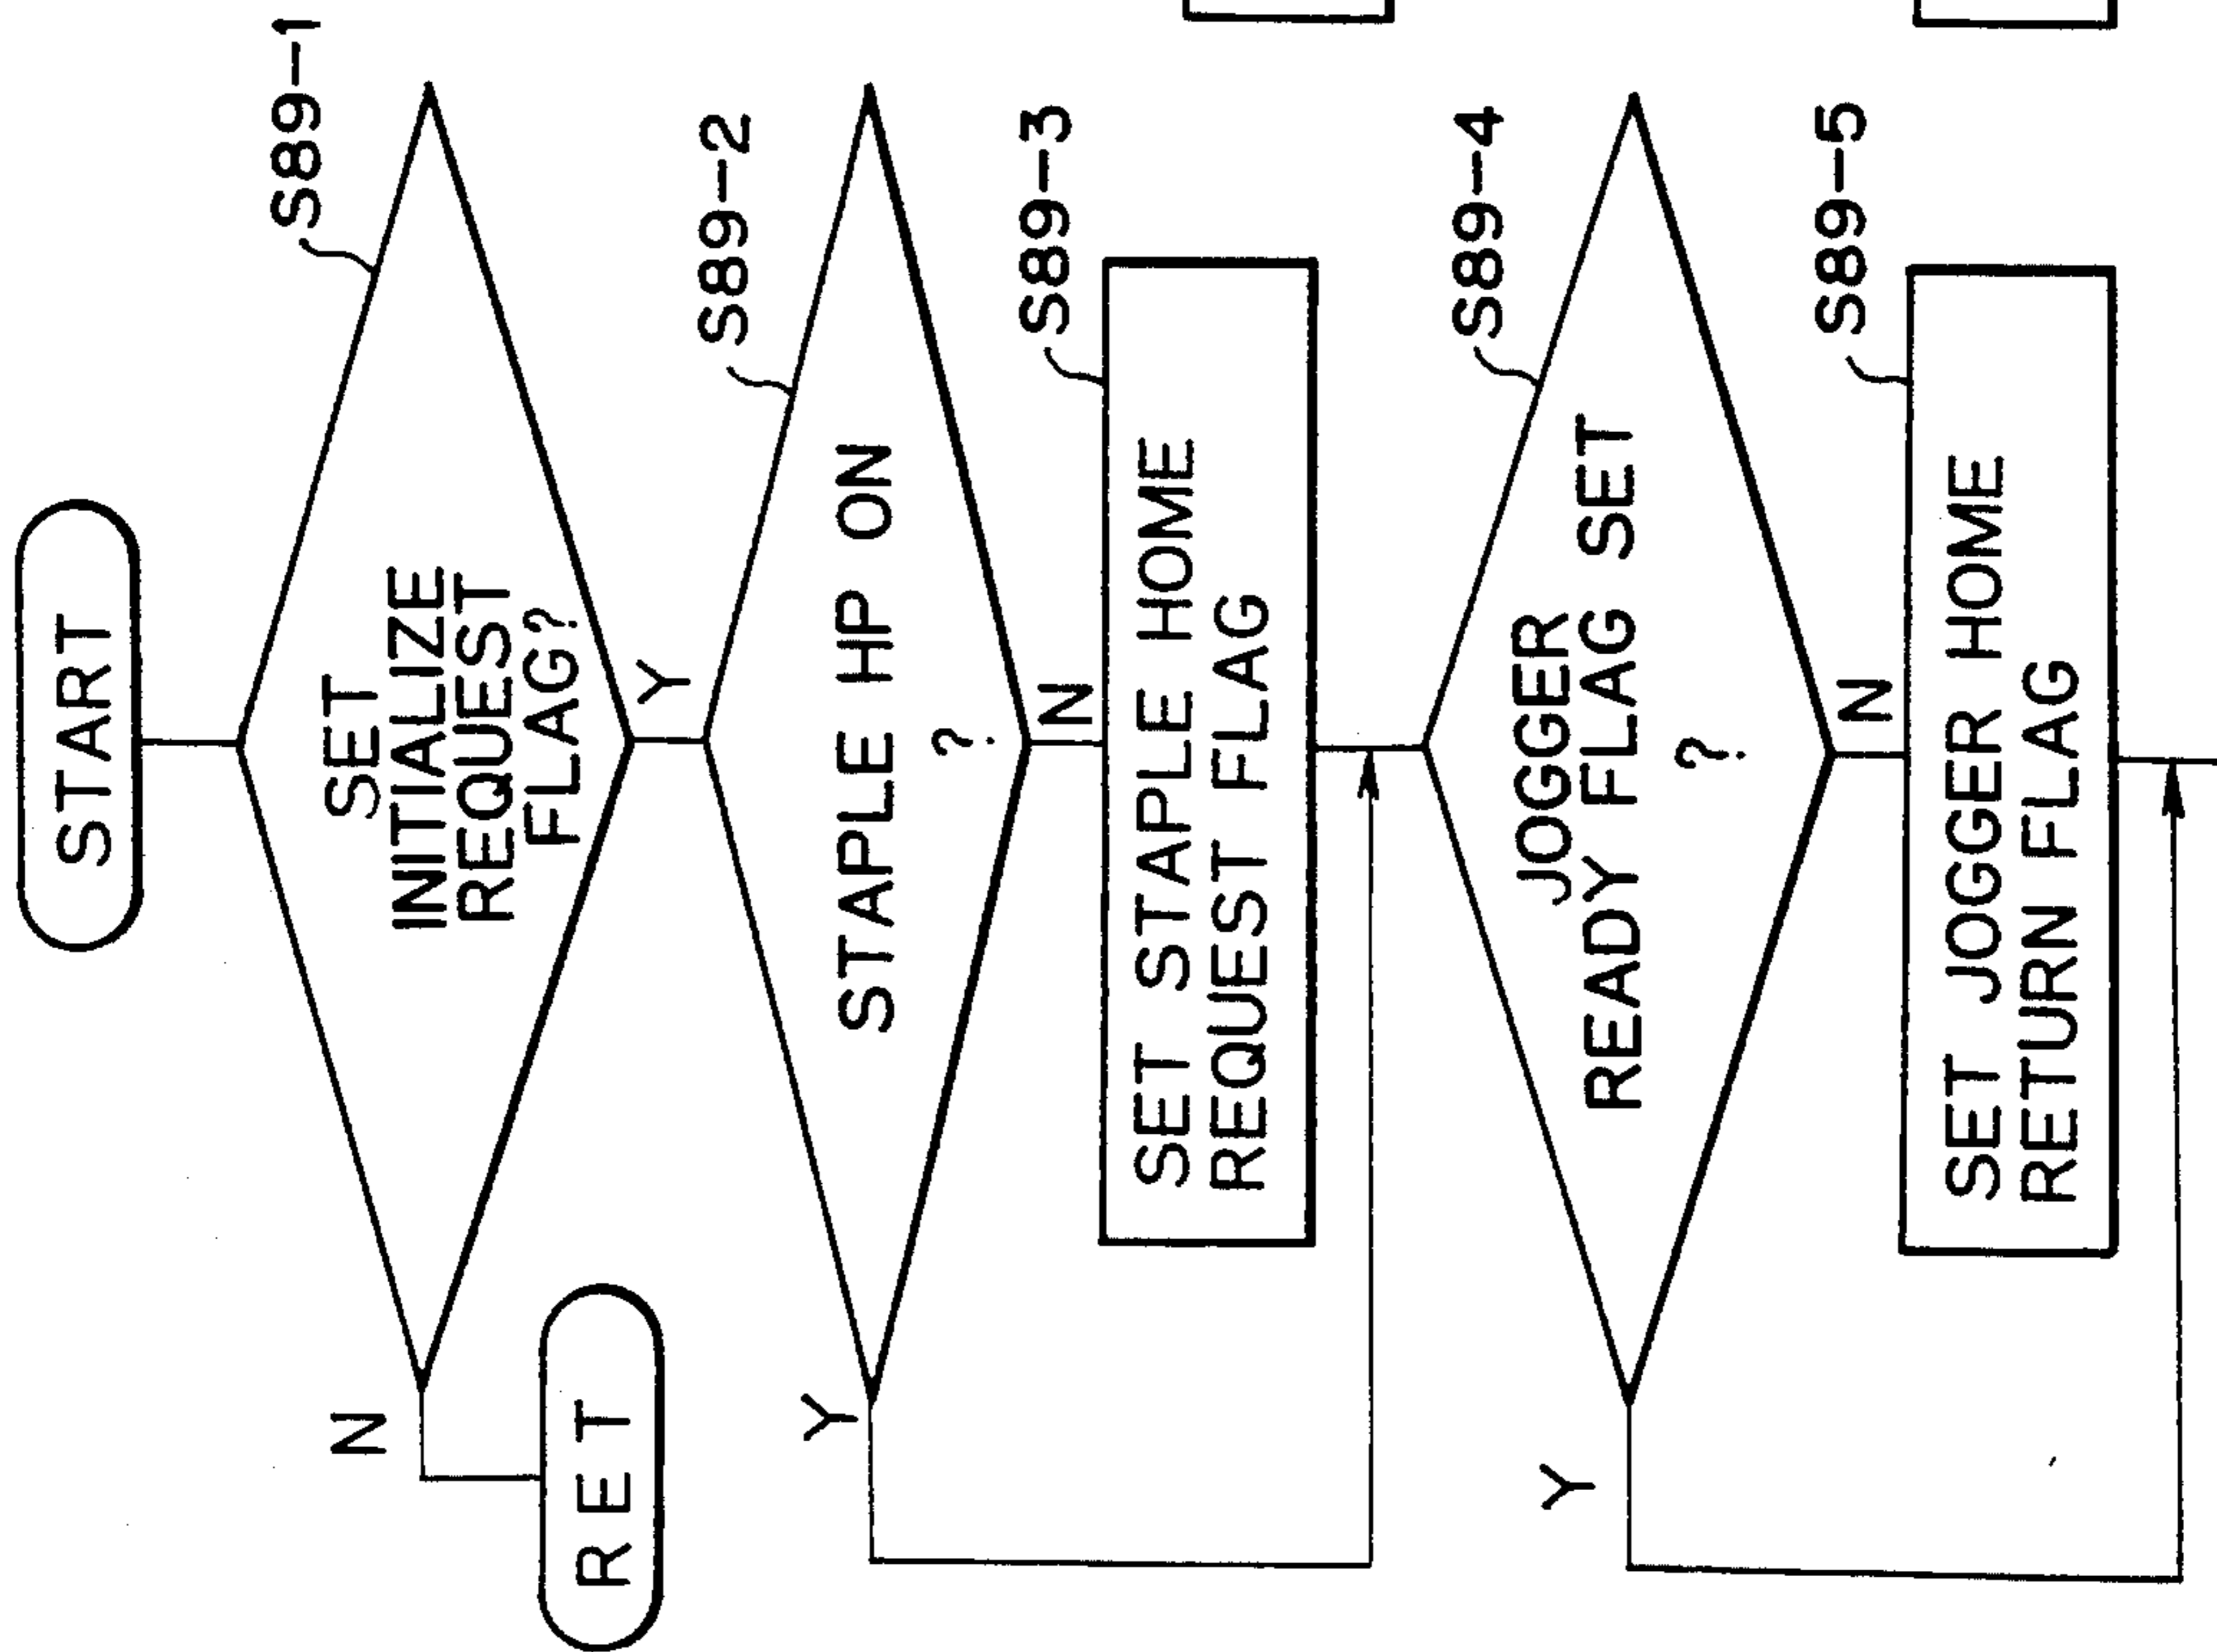 START
S89-1
SET
INITIALIZE
REQUEST
FLAG?
N
RET
Y
S89-2
STAPLE HP ON
?
Y
N
S89-3
SET STAPLE HOME
REQUEST FLAG
S89-4
JOGGER
READY FLAG SET
?
Y
N
S89-5
SET JOGGER HOME
RETURN FLAG